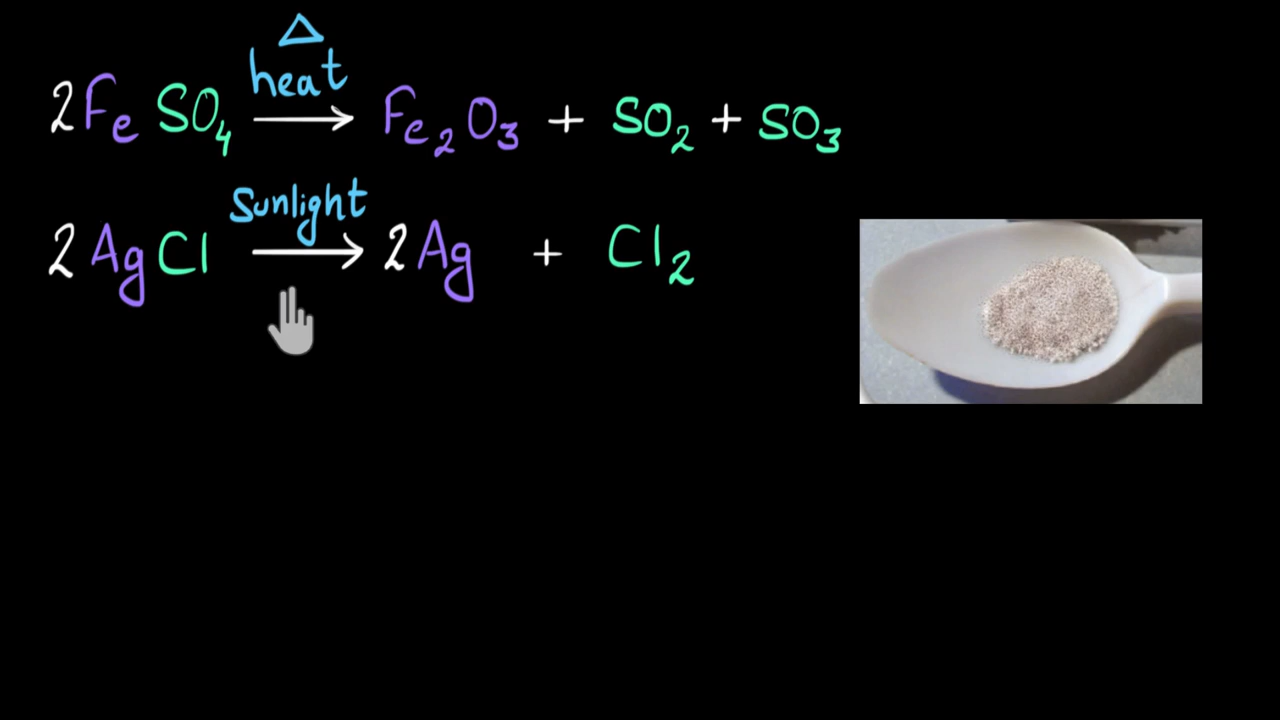 Δ
heat
2FeSO₄ → Fe₂O₃ + SO₂ + SO₃
Sunlight
2AgCl → 2Ag + Cl₂